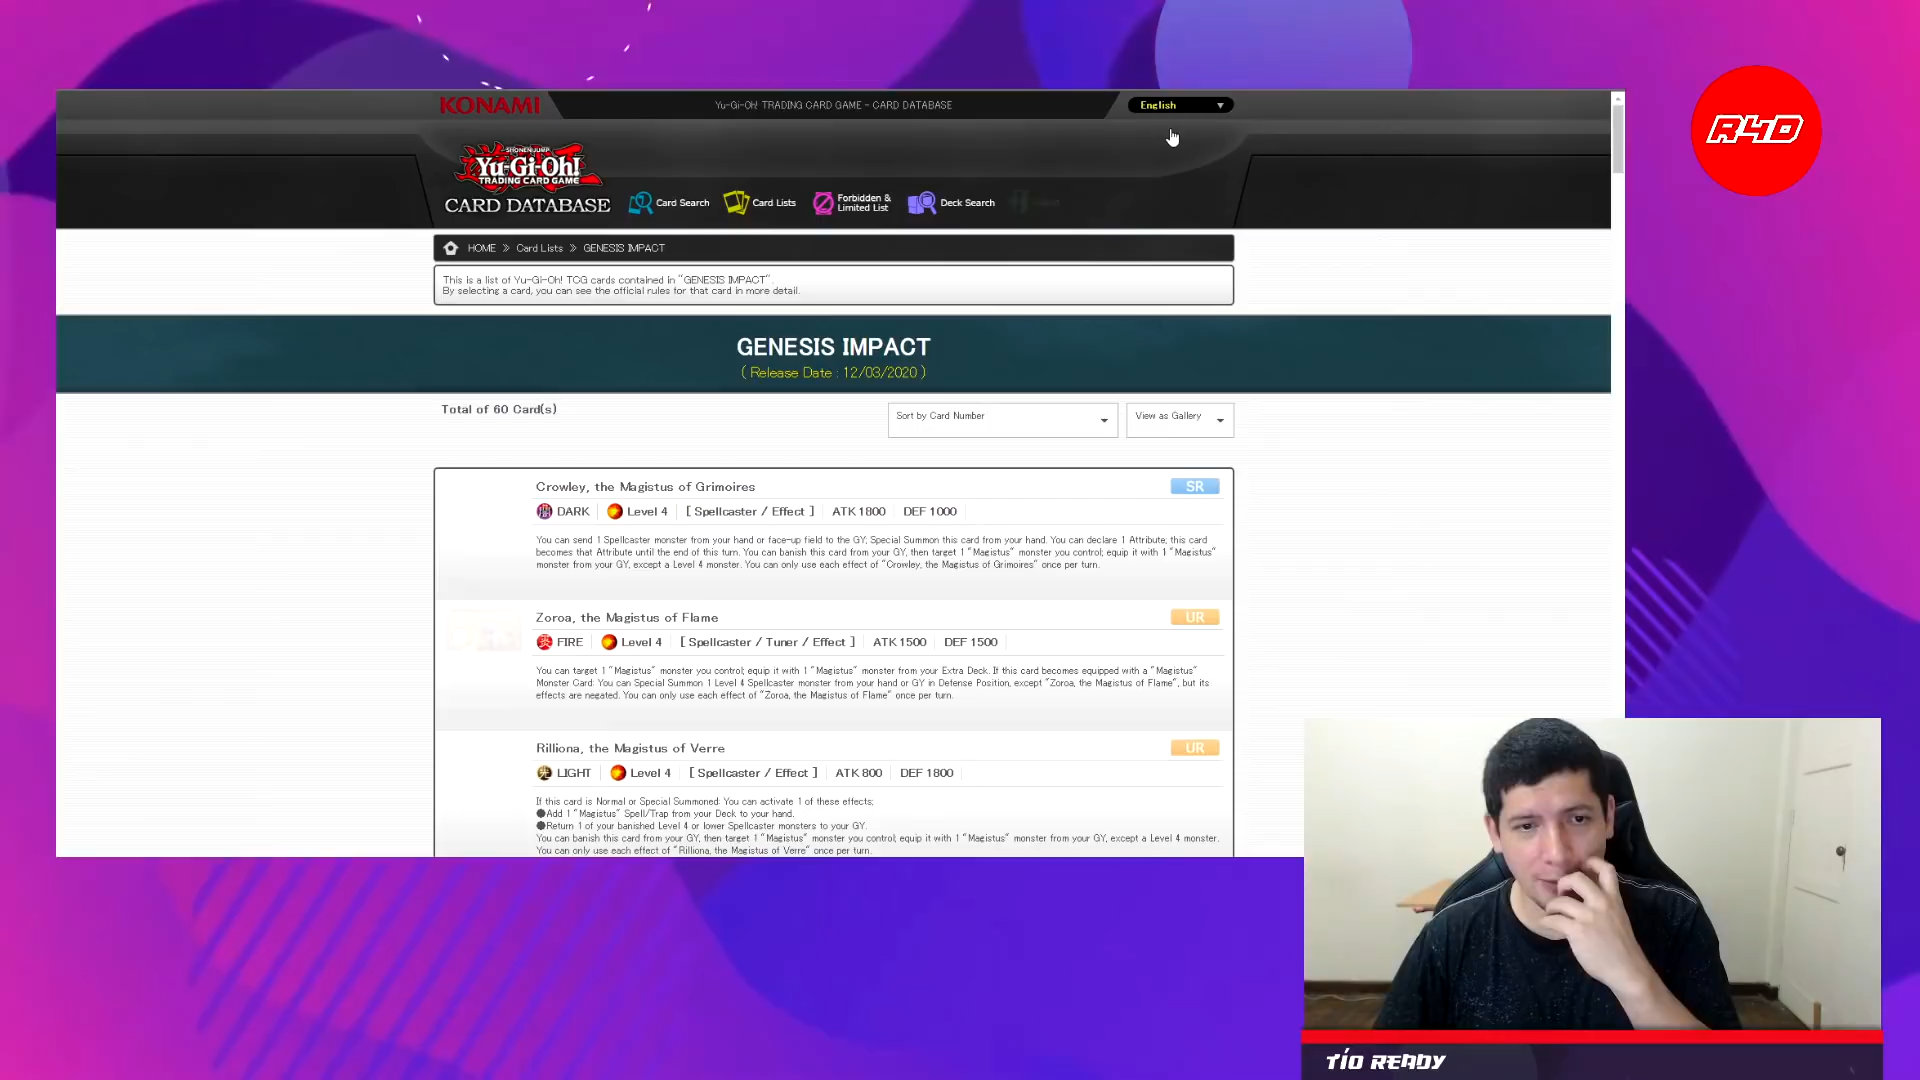 KONAMI
Yu-Gi-Oh! TRADING CARD GAME - CARD DATABASE
English
R4D
SHONEN JUMP
Yu-Gi-Oh!
TRADING CARD GAME
CARD DATABASE
Card Search
Card Lists
Forbidden &
Limited List
Deck Search
HOME » Card Lists » GENESIS IMPACT
This is a list of Yu-Gi-Oh! TCG cards contained in "GENESIS IMPACT".
By selecting a card, you can see the official rules for that card in more detail.
GENESIS IMPACT
( Release Date : 12/03/2020 )
Total of 60 Card(s)
Sort by Card Number
View as Gallery
Crowley, the Magistus of Grimoires
SR
DARK Level 4 [ Spellcaster / Effect ] ATK 1800 DEF 1000
You can send 1 Spellcaster monster from your hand or face-up field to the GY; Special Summon this card from your hand. You can declare 1 Attribute; this card
becomes that Attribute until the end of this turn. You can banish this card from your GY, then target 1 "Magistus" monster you control; equip it with 1 "Magistus"
monster from your GY, except a Level 4 monster. You can only use each effect of "Crowley, the Magistus of Grimoires" once per turn.
Zoroa, the Magistus of Flame
UR
FIRE Level 4 [ Spellcaster / Tuner / Effect ] ATK 1500 DEF 1500
You can target 1 "Magistus" monster you control; equip it with 1 "Magistus" monster from your Extra Deck. If this card becomes equipped with a "Magistus"
Monster Card: You can Special Summon 1 Level 4 Spellcaster monster from your hand or GY in Defense Position, except "Zoroa, the Magistus of Flame", but its
effects are negated. You can only use each effect of "Zoroa, the Magistus of Flame" once per turn.
Rilliona, the Magistus of Verre
UR
LIGHT Level 4 [ Spellcaster / Effect ] ATK 800 DEF 1800
If this card is Normal or Special Summoned: You can activate 1 of these effects;
●Add 1 "Magistus" Spell/Trap from your Deck to your hand.
●Return 1 of your banished Level 4 or lower Spellcaster monsters to your GY.
You can banish this card from your GY, then target 1 "Magistus" monster you control; equip it with 1 "Magistus" monster from your GY, except a Level 4 monster.
You can only use each effect of "Rilliona, the Magistus of Verre" once per turn.
TÍO READY